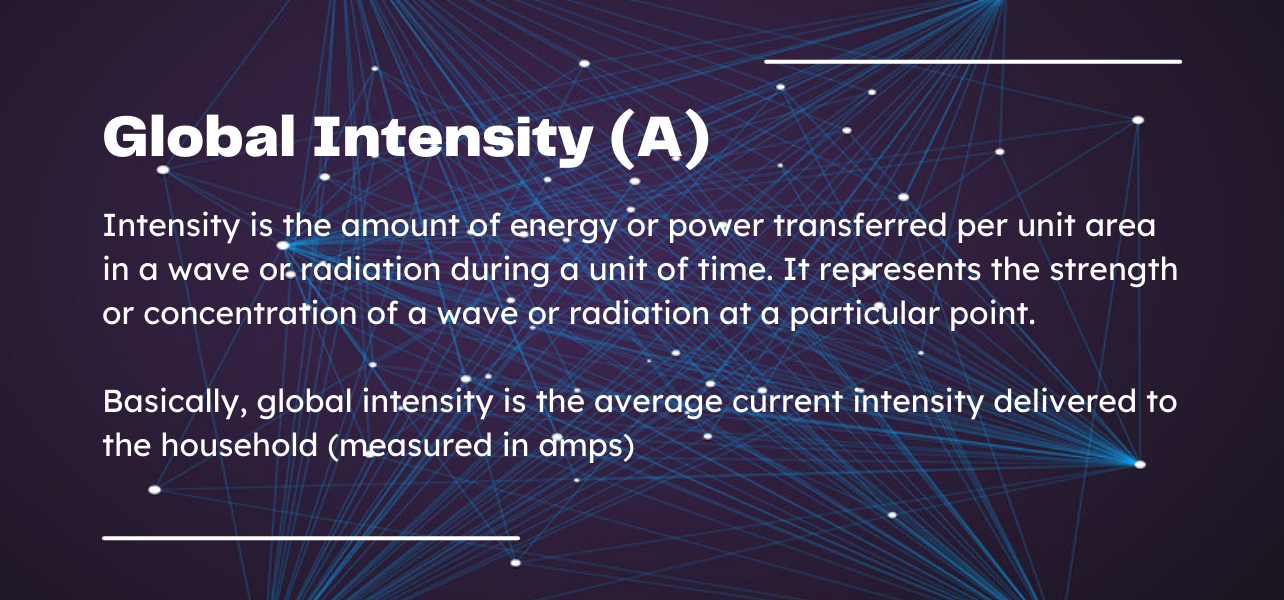 Global Intensity (A)
Intensity is the amount of energy or power transferred per unit area
in a wave or radiation during a unit of time. It represents the strength
or concentration of a wave or radiation at a particular point.
Basically, global intensity is the average current intensity delivered to
the household (measured in amps)